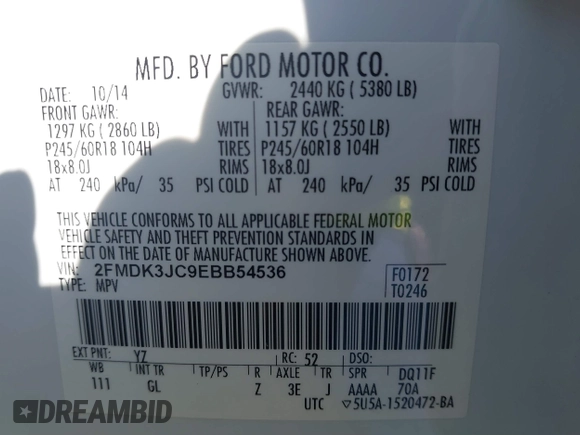 MFD. BY FORD MOTOR CO.
DATE: 10/14 GVWR: 2440 KG ( 5380 LB)
FRONT GAWR: REAR GAWR:
1297 KG ( 2860 LB) WITH 1157 KG ( 2550 LB) WITH
P245/60R18 104H TIRES P245/60R18 104H TIRES
18x8.0J RIMS 18x8.0J RIMS
AT 240 kPa/ 35 PSI COLD AT 240 kPa/ 35 PSI COLD
THIS VEHICLE CONFORMS TO ALL APPLICABLE FEDERAL MOTOR
VEHICLE SAFETY AND THEFT PREVENTION STANDARDS IN
EFFECT ON THE DATE OF MANUFACTURE SHOWN ABOVE.
VIN: 2FMDK3JC9EBB54536 F0172
TYPE: MPV T0246
EXT PNT: YZ RC: 52 DSO:
WB INT TR TP/PS R AXLE TR SPR DQ11F
111 GL Z 3E J AAAA 70A
UTC ▽5U5A-1520472-BA
DREAMBID